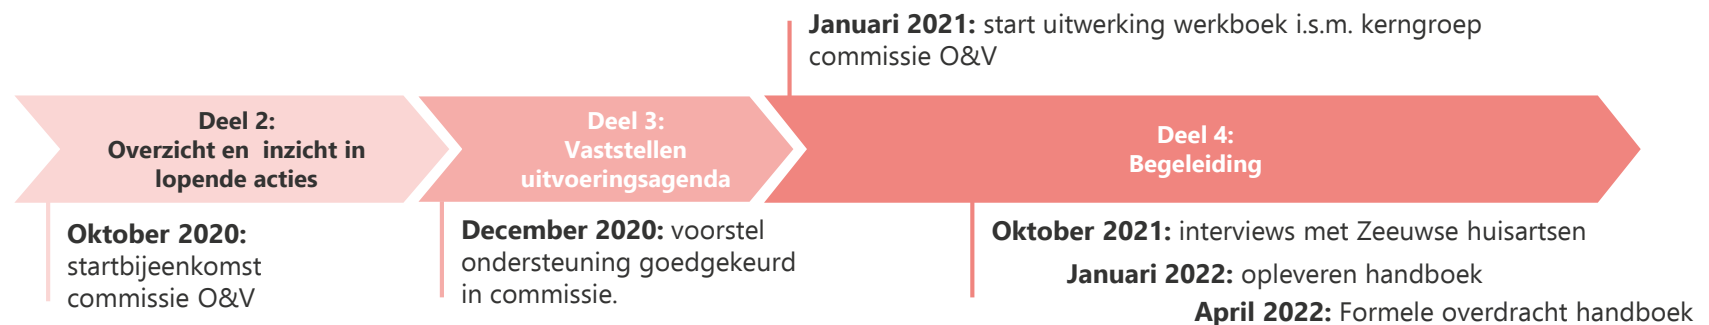 Januari 2021: start uitwerking werkboek i.s.m. kerngroep
commissie O&V
Deel 2:
Overzicht en inzicht in
lopende acties
Deel 3:
Vaststellen
uitvoeringsagenda
Deel 4:
Begeleiding
Oktober 2020:
startbijeenkomst
commissie O&V
December 2020: voorstel
ondersteuning goedgekeurd
in commissie.
Oktober 2021: interviews met Zeeuwse huisartsen
Januari 2022: opleveren handboek
April 2022: Formele overdracht handboek